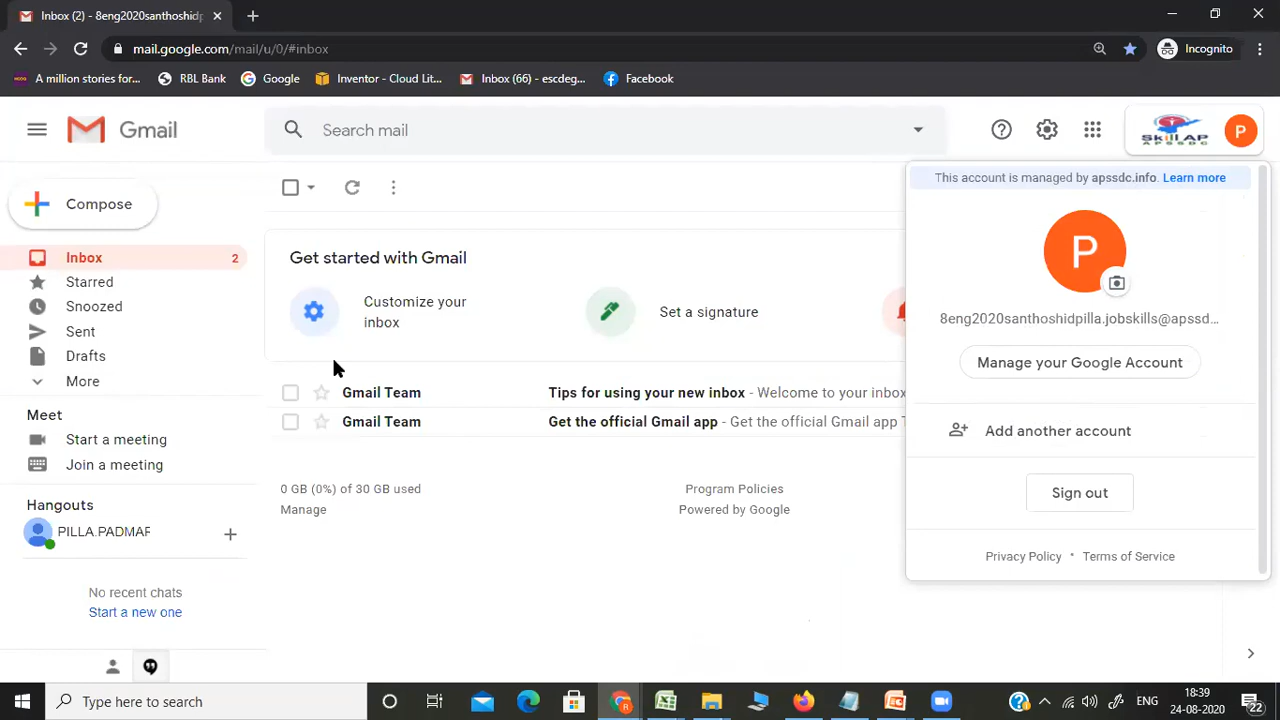 Inbox (2) - 8eng2020santhoshidp
mail.google.com/mail/u/0/#inbox
Incognito
A million stories for...
RBL Bank
Google
Inventor - Cloud Lit...
Inbox (66) - escdeg...
Facebook
Gmail
Search mail
Skill AP
APSSDC
P
Compose
Inbox 2
Starred
Snoozed
Sent
Drafts
More
Meet
Start a meeting
Join a meeting
Hangouts
PILLA.PADMAR
No recent chats
Start a new one
Get started with Gmail
Customize your
inbox
Set a signature
Gmail Team Tips for using your new inbox - Welcome to your inbox
Gmail Team Get the official Gmail app - Get the official Gmail app
0 GB (0%) of 30 GB used
Manage
Program Policies
Powered by Google
This account is managed by apssdc.info. Learn more
P
8eng2020santhoshidpilla.jobskills@apssd...
Manage your Google Account
Add another account
Sign out
Privacy Policy • Terms of Service
Type here to search
ENG
18:39
24-08-2020
22